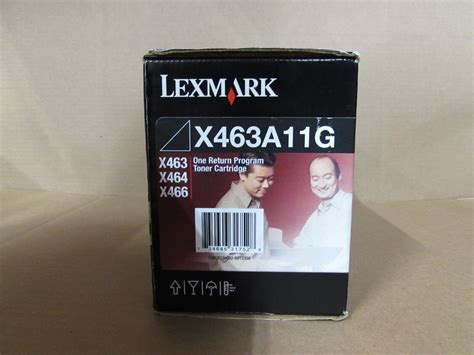 LEXMARK
X463A11G
X463
X464
X466
One Return Program
Toner Cartridge